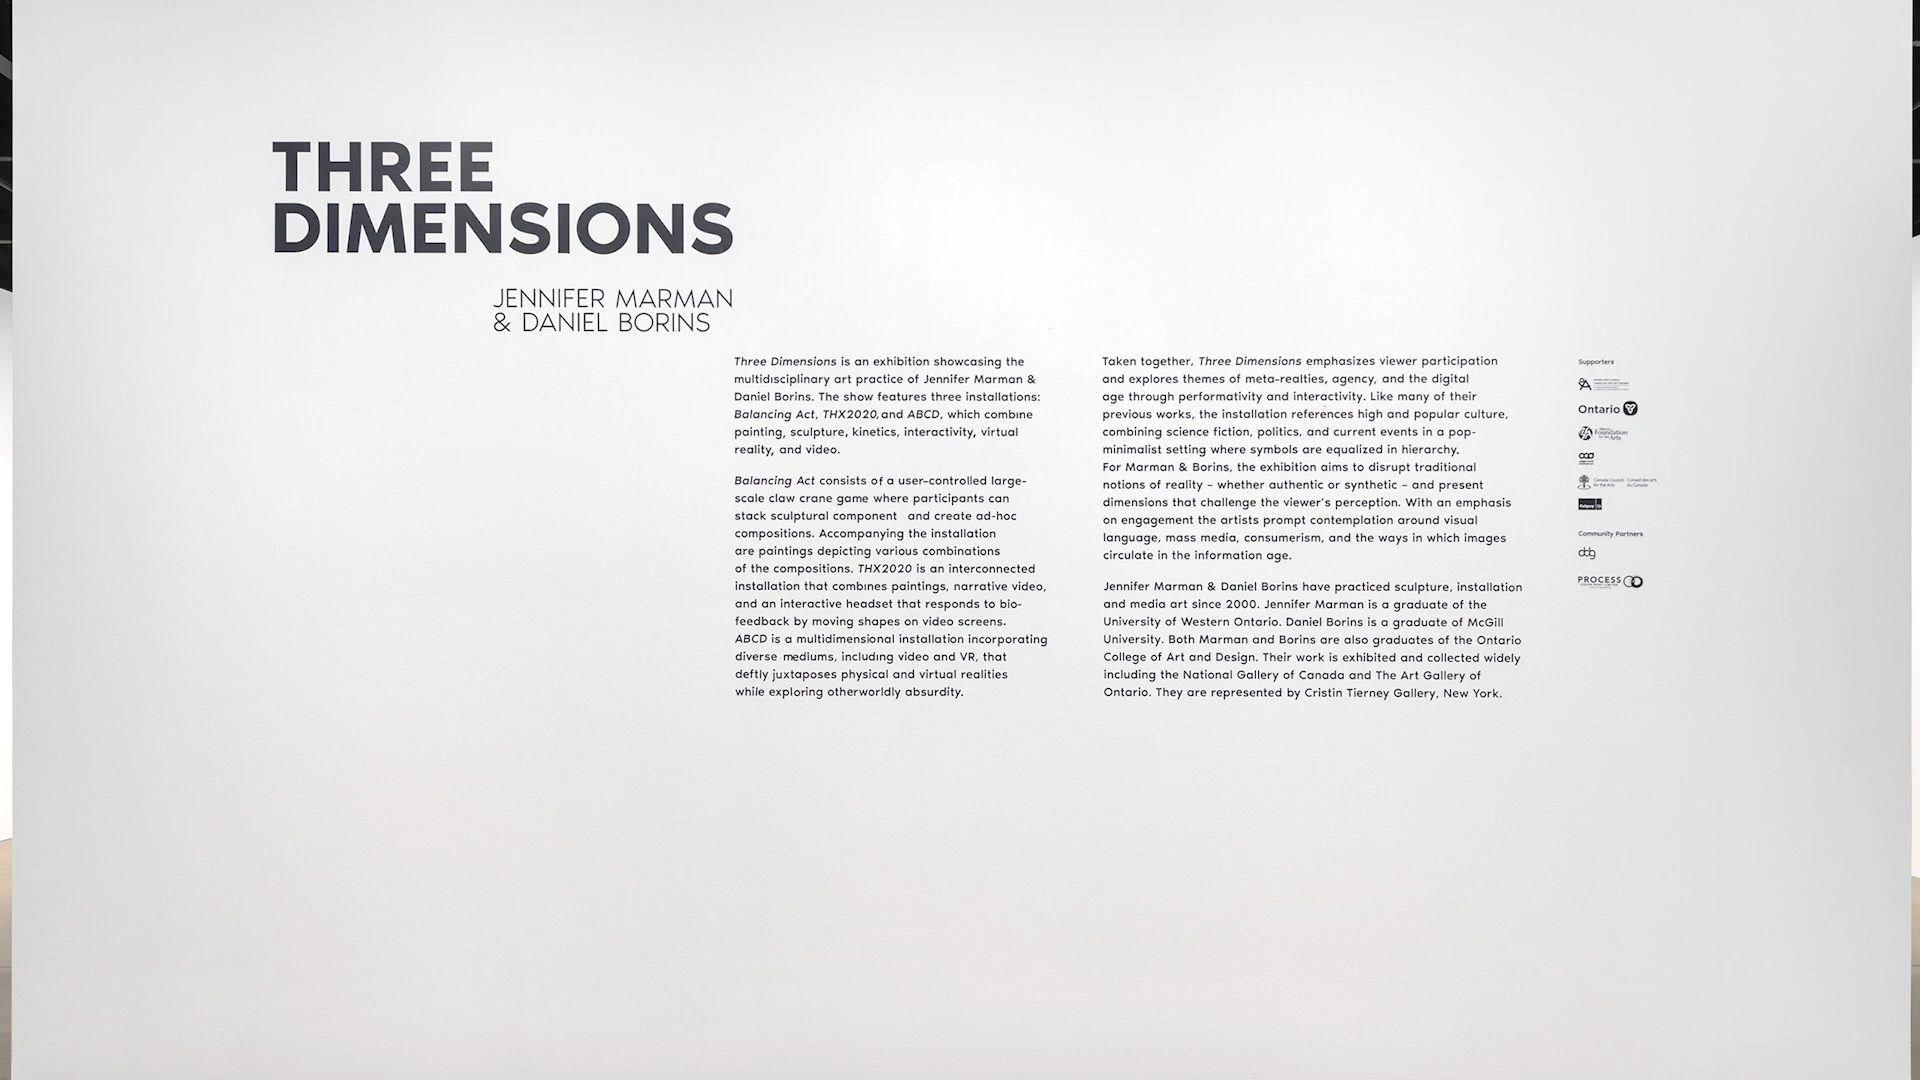 THREE
DIMENSIONS
JENNIFER MARMAN
& DANIEL BORINS
Three Dimensions is an exhibition showcasing the
multidisciplinary art practice of Jennifer Marman &
Daniel Borins. The show features three installations:
Balancing Act, THX2020, and ABCD, which combine
painting, sculpture, kinetics, interactivity, virtual
reality, and video.
Balancing Act consists of a user-controlled large-
scale claw crane game where participants can
stack sculptural component and create ad-hoc
compositions. Accompanying the installation
are paintings depicting various combinations
of the compositions. THX2020 is an interconnected
installation that combines paintings, narrative video,
and an interactive headset that responds to bio-
feedback by moving shapes on video screens.
ABCD is a multidimensional installation incorporating
diverse mediums, including video and VR, that
deftly juxtaposes physical and virtual realities
while exploring otherworldly absurdity.
Taken together, Three Dimensions emphasizes viewer participation
and explores themes of meta-realties, agency, and the digital
age through performativity and interactivity. Like many of their
previous works, the installation references high and popular culture,
combining science fiction, politics, and current events in a pop-
minimalist setting where symbols are equalized in hierarchy.
For Marman & Borins, the exhibition aims to disrupt traditional
notions of reality – whether authentic or synthetic – and present
dimensions that challenge the viewer's perception. With an emphasis
on engagement the artists prompt contemplation around visual
language, mass media, consumerism, and the ways in which images
circulate in the information age.
Jennifer Marman & Daniel Borins have practiced sculpture, installation
and media art since 2000. Jennifer Marman is a graduate of the
University of Western Ontario. Daniel Borins is a graduate of McGill
University. Both Marman and Borins are also graduates of the Ontario
College of Art and Design. Their work is exhibited and collected widely
including the National Gallery of Canada and The Art Gallery of
Ontario. They are represented by Cristin Tierney Gallery, New York.
Supporters
Ontario
Foundation
for the Arts
Canada Council Conseil des arts
for the Arts du Canada
Calgary
Community Partners
ddg
PROCESS